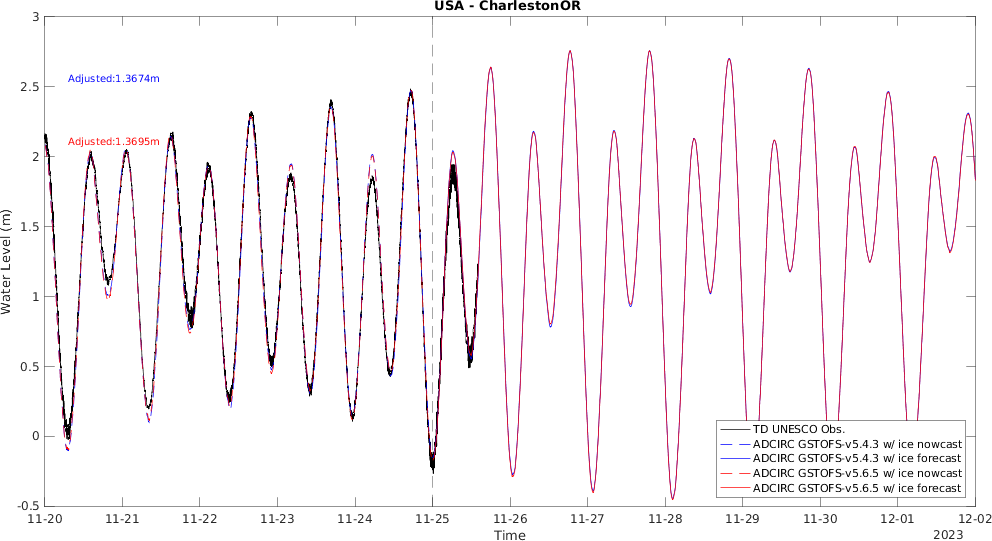 USA - CharlestonOR
3
2.5
2
1.5
1
0.5
0
-0.5
Water Level (m)
Adjusted:1.3674m
Adjusted:1.3695m
TD UNESCO Obs.
ADCIRC GSTOFS-v5.4.3 w/ ice nowcast
ADCIRC GSTOFS-v5.4.3 w/ ice forecast
ADCIRC GSTOFS-v5.6.5 w/ ice nowcast
ADCIRC GSTOFS-v5.6.5 w/ ice forecast
11-20 11-21 11-22 11-23 11-24 11-25 11-26 11-27 11-28 11-29 11-30 12-01 12-02
Time
2023